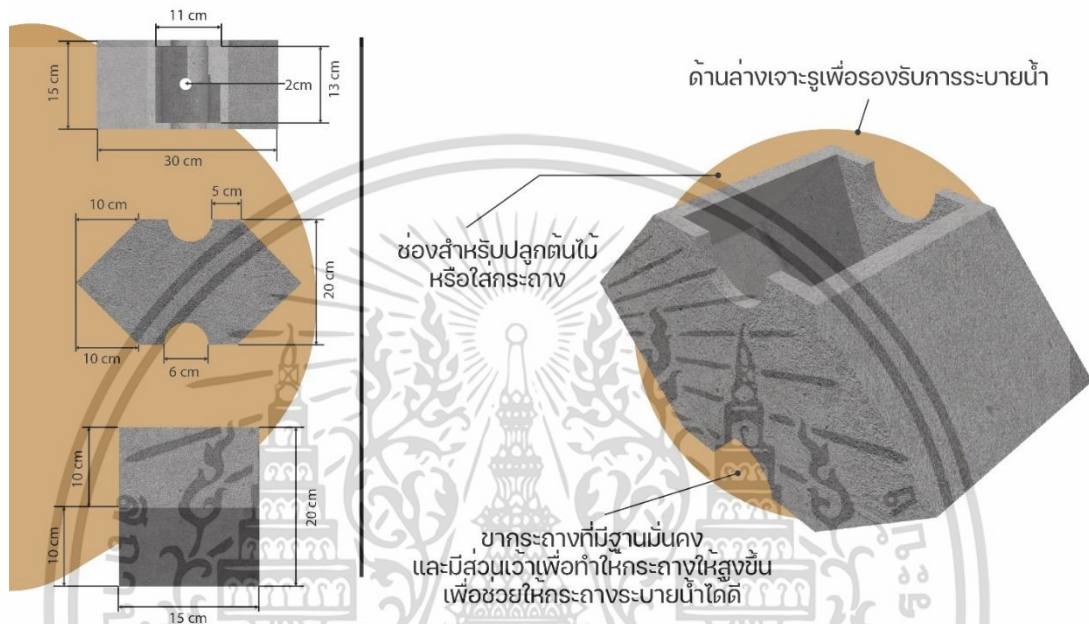 11 cm
15 cm
2cm
13 cm
30 cm
10 cm
5 cm
20 cm
10 cm
6 cm
10 cm
10 cm
20 cm
15 cm
ด้านล่างเจาะรูเพื่อรองรับการระบายน้ำ
ช่องสำหรับปลูกต้นไม้
หรือใส่กระถาง
ขากระถางที่มีฐานมั่นคง
และมีส่วนเว้าเพื่อทำให้กระถางให้สูงขึ้น
เพื่อช่วยให้กระถางระบายน้ำได้ดี